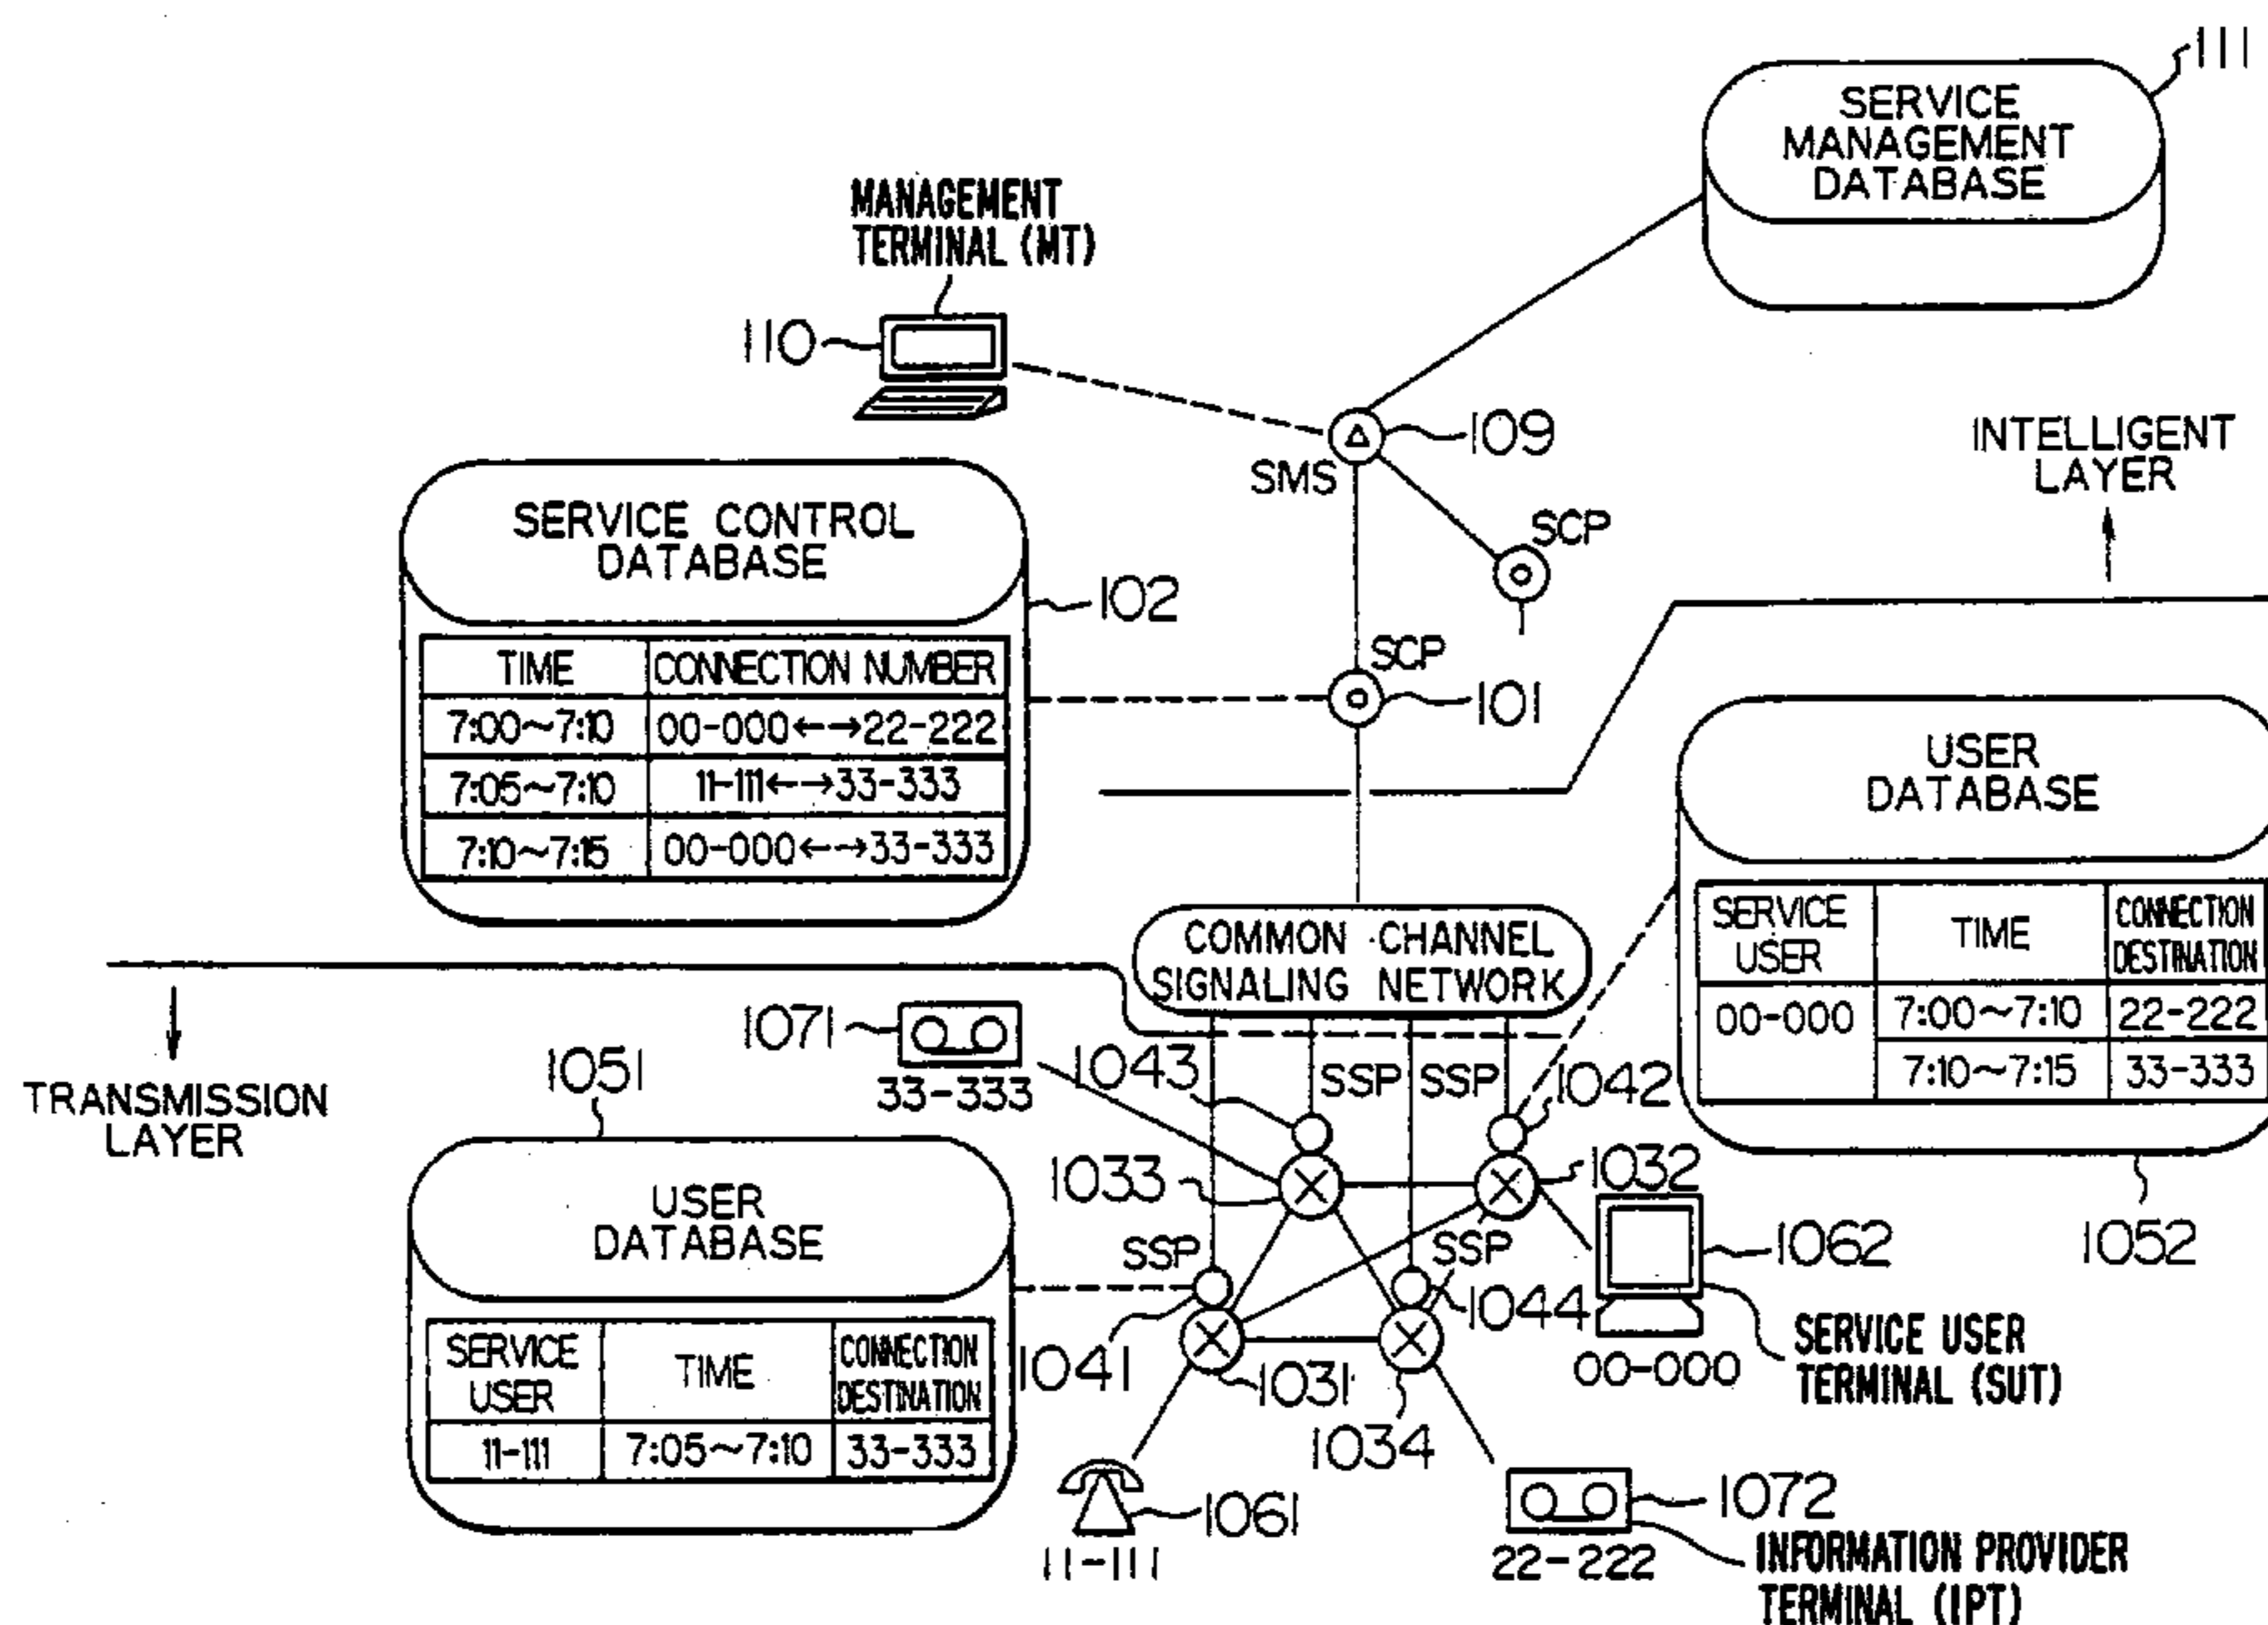 111
SERVICE
MANAGEMENT
DATABASE
MANAGEMENT
TERMINAL (MT)
110
109
SMS
INTELLIGENT
LAYER
SCP
SERVICE CONTROL
DATABASE
102
TIME CONNECTION NUMBER
7:00~7:10 00-000←→22-222
7:05~7:10 11-111←→33-333
7:10~7:15 00-000←→33-333
SCP
101
USER
DATABASE
SERVICE
USER
TIME
CONNECTION
DESTINATION
00-000 7:00~7:10 22-222
7:10~7:15 33-333
1052
COMMON CHANNEL
SIGNALING NETWORK
TRANSMISSION
LAYER
1071
33-333
1043
SSP
SSP
1042
1033
1032
1051
USER
DATABASE
SERVICE
USER
TIME
CONNECTION
DESTINATION
11-111 7:05~7:10 33-333
SSP
SSP
1041
1031
1044
1034
1062
00-000
SERVICE USER
TERMINAL (SUT)
1061
11-111
1072
22-222
INFORMATION PROVIDER
TERMINAL (IPT)